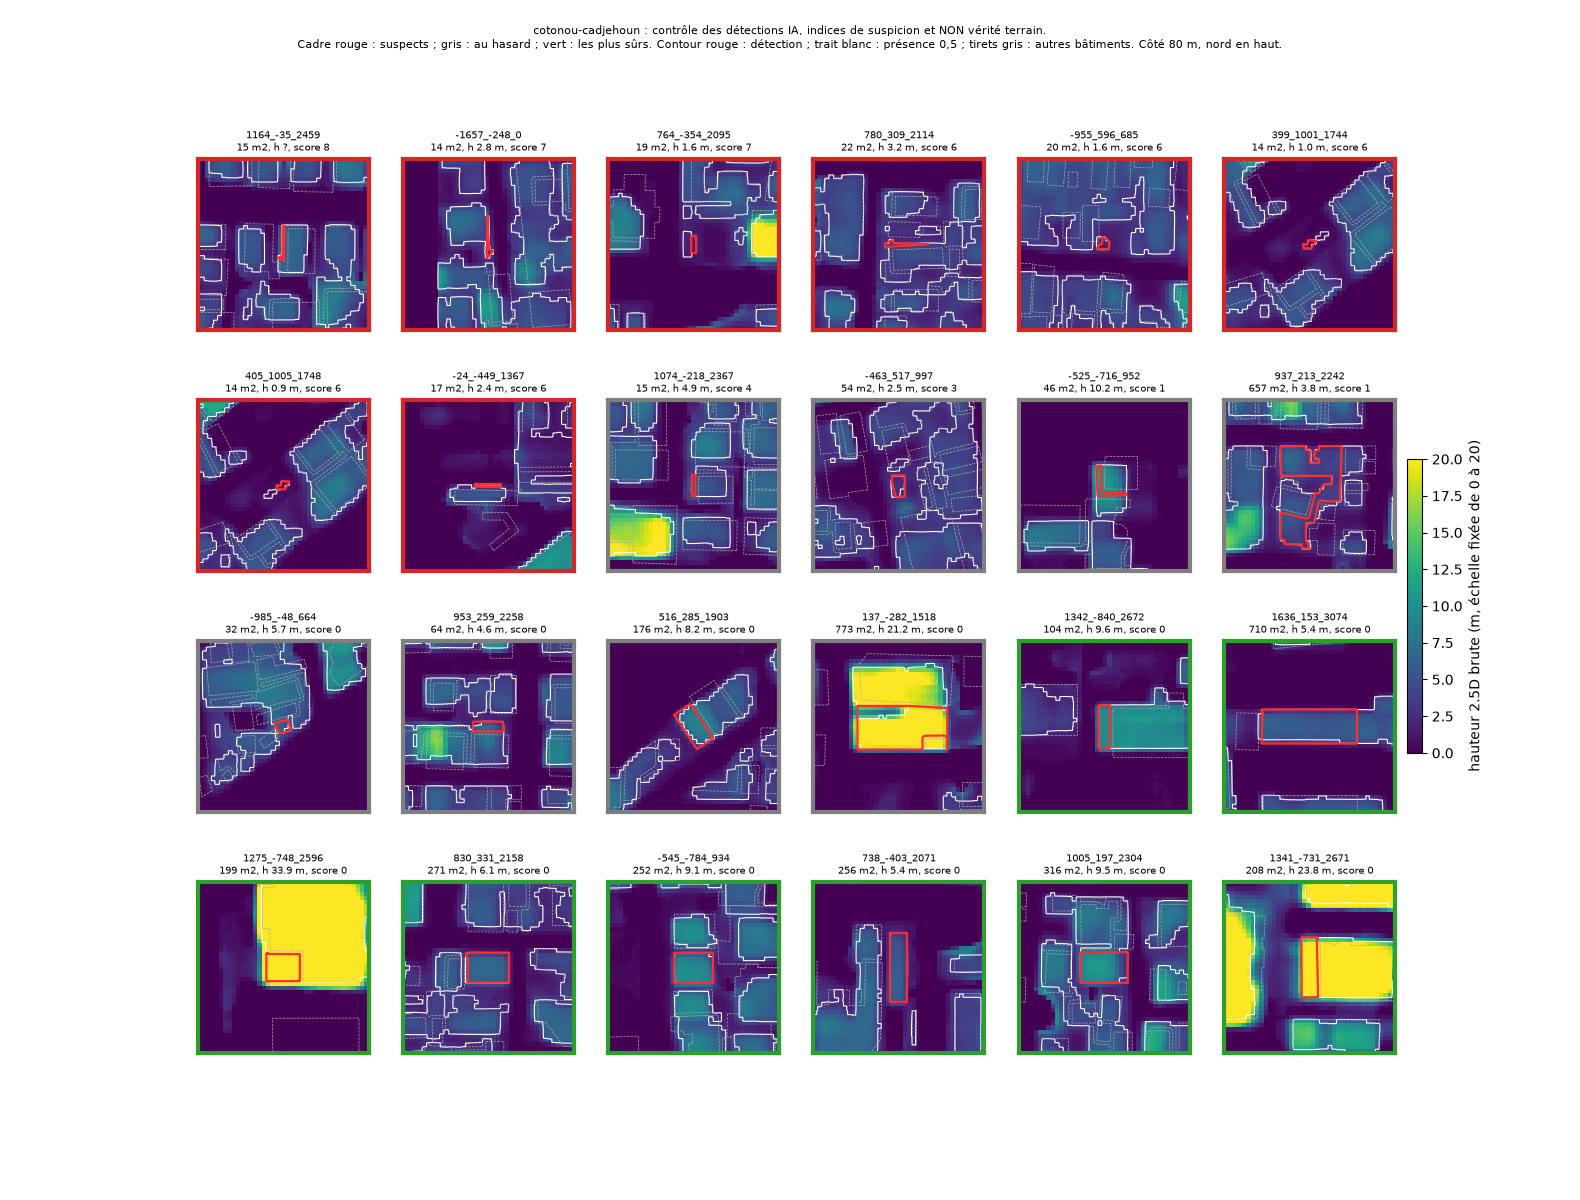 cotonou-cadjehoun : contrôle des détections IA, indices de suspicion et NON vérité terrain.
Cadre rouge : suspects ; gris : au hasard ; vert : les plus sûrs. Contour rouge : détection ; trait blanc : présence 0,5 ; tirets gris : autres bâtiments. Côté 80 m, nord en haut.
1164_-35_2459
15 m2, h ?, score 8
-1657_-248_0
14 m2, h 2.8 m, score 7
764_-354_2095
19 m2, h 1.6 m, score 7
780_309_2114
22 m2, h 3.2 m, score 6
-955_596_685
20 m2, h 1.6 m, score 6
399_1001_1744
14 m2, h 1.0 m, score 6
405_1005_1748
14 m2, h 0.9 m, score 6
-24_-449_1367
17 m2, h 2.4 m, score 6
1074_-218_2367
15 m2, h 4.9 m, score 4
-463_517_997
54 m2, h 2.5 m, score 3
-525_-716_952
46 m2, h 10.2 m, score 1
937_213_2242
657 m2, h 3.8 m, score 1
-985_-48_664
32 m2, h 5.7 m, score 0
953_259_2258
64 m2, h 4.6 m, score 0
516_285_1903
176 m2, h 8.2 m, score 0
137_-282_1518
773 m2, h 21.2 m, score 0
1342_-840_2672
104 m2, h 9.6 m, score 0
1636_153_3074
710 m2, h 5.4 m, score 0
1275_-748_2596
199 m2, h 33.9 m, score 0
830_331_2158
271 m2, h 6.1 m, score 0
-545_-784_934
252 m2, h 9.1 m, score 0
738_-403_2071
256 m2, h 5.4 m, score 0
1005_197_2304
316 m2, h 9.5 m, score 0
1341_-731_2671
208 m2, h 23.8 m, score 0
20.0
17.5
15.0
12.5
10.0
7.5
5.0
2.5
0.0
hauteur 2.5D brute (m, échelle fixée de 0 à 20)